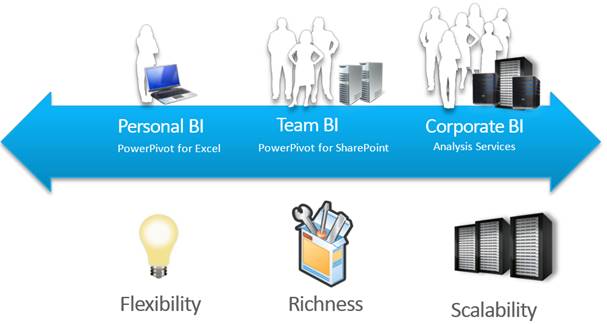 Personal BI
PowerPivot for Excel
Team BI
PowerPivot for SharePoint
Corporate BI
Analysis Services
Flexibility
Richness
Scalability